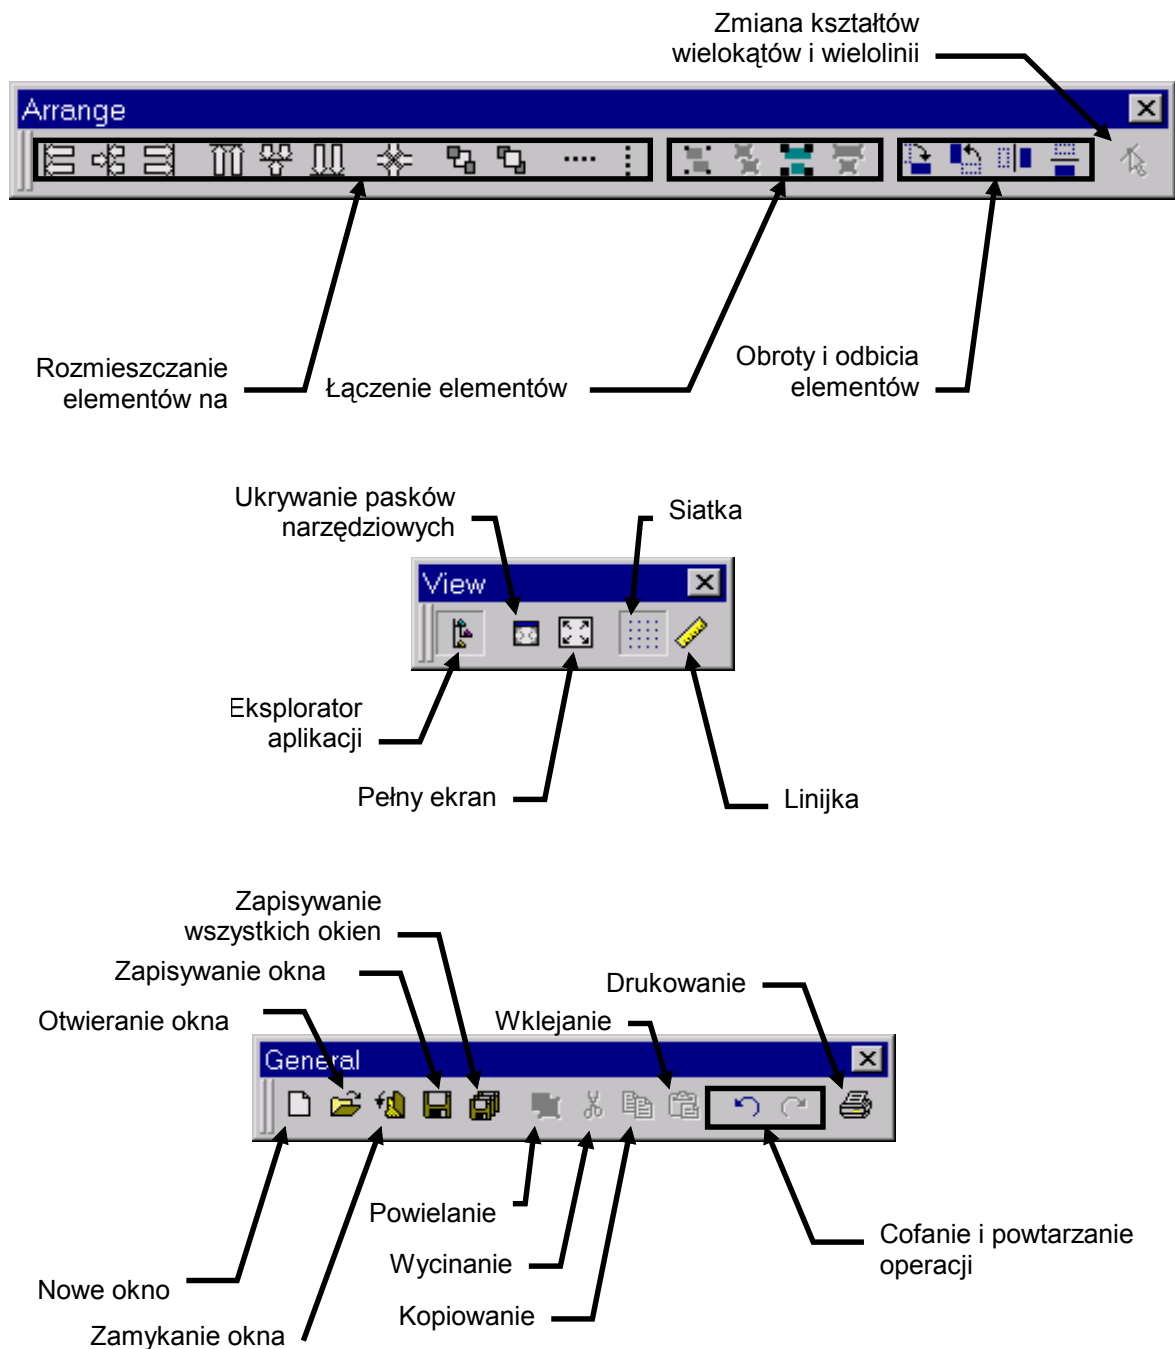 Zmiana kształtów
wielokątów i wielolinii
Arrange
Rozmieszczanie
elementów na
Łączenie elementów
Obroty i odbicia
elementów
Ukrywanie pasków
narzędziowych
Siatka
View
Eksplorator
aplikacji
Pełny ekran
Linijka
Zapisywanie
wszystkich okien
Zapisywanie okna
Drukowanie
Otwieranie okna
Wklejanie
General
Powielanie
Cofanie i powtarzanie
operacji
Wycinanie
Nowe okno
Kopiowanie
Zamykanie okna